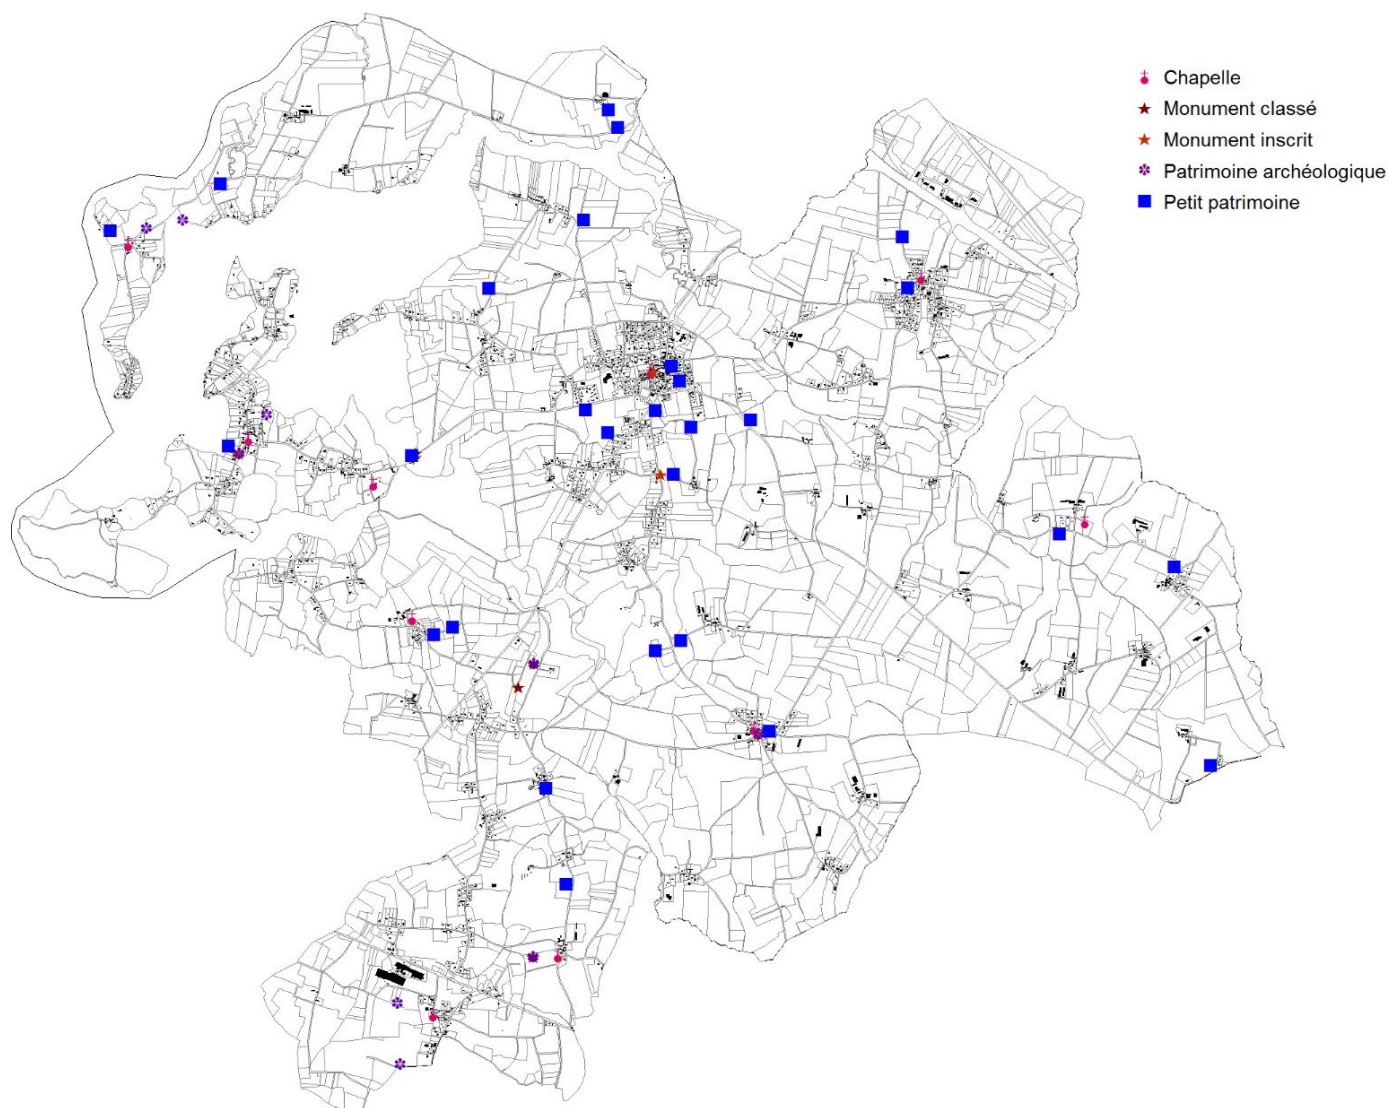 Chapelle
Monument classé
Monument inscrit
Patrimoine archéologique
Petit patrimoine